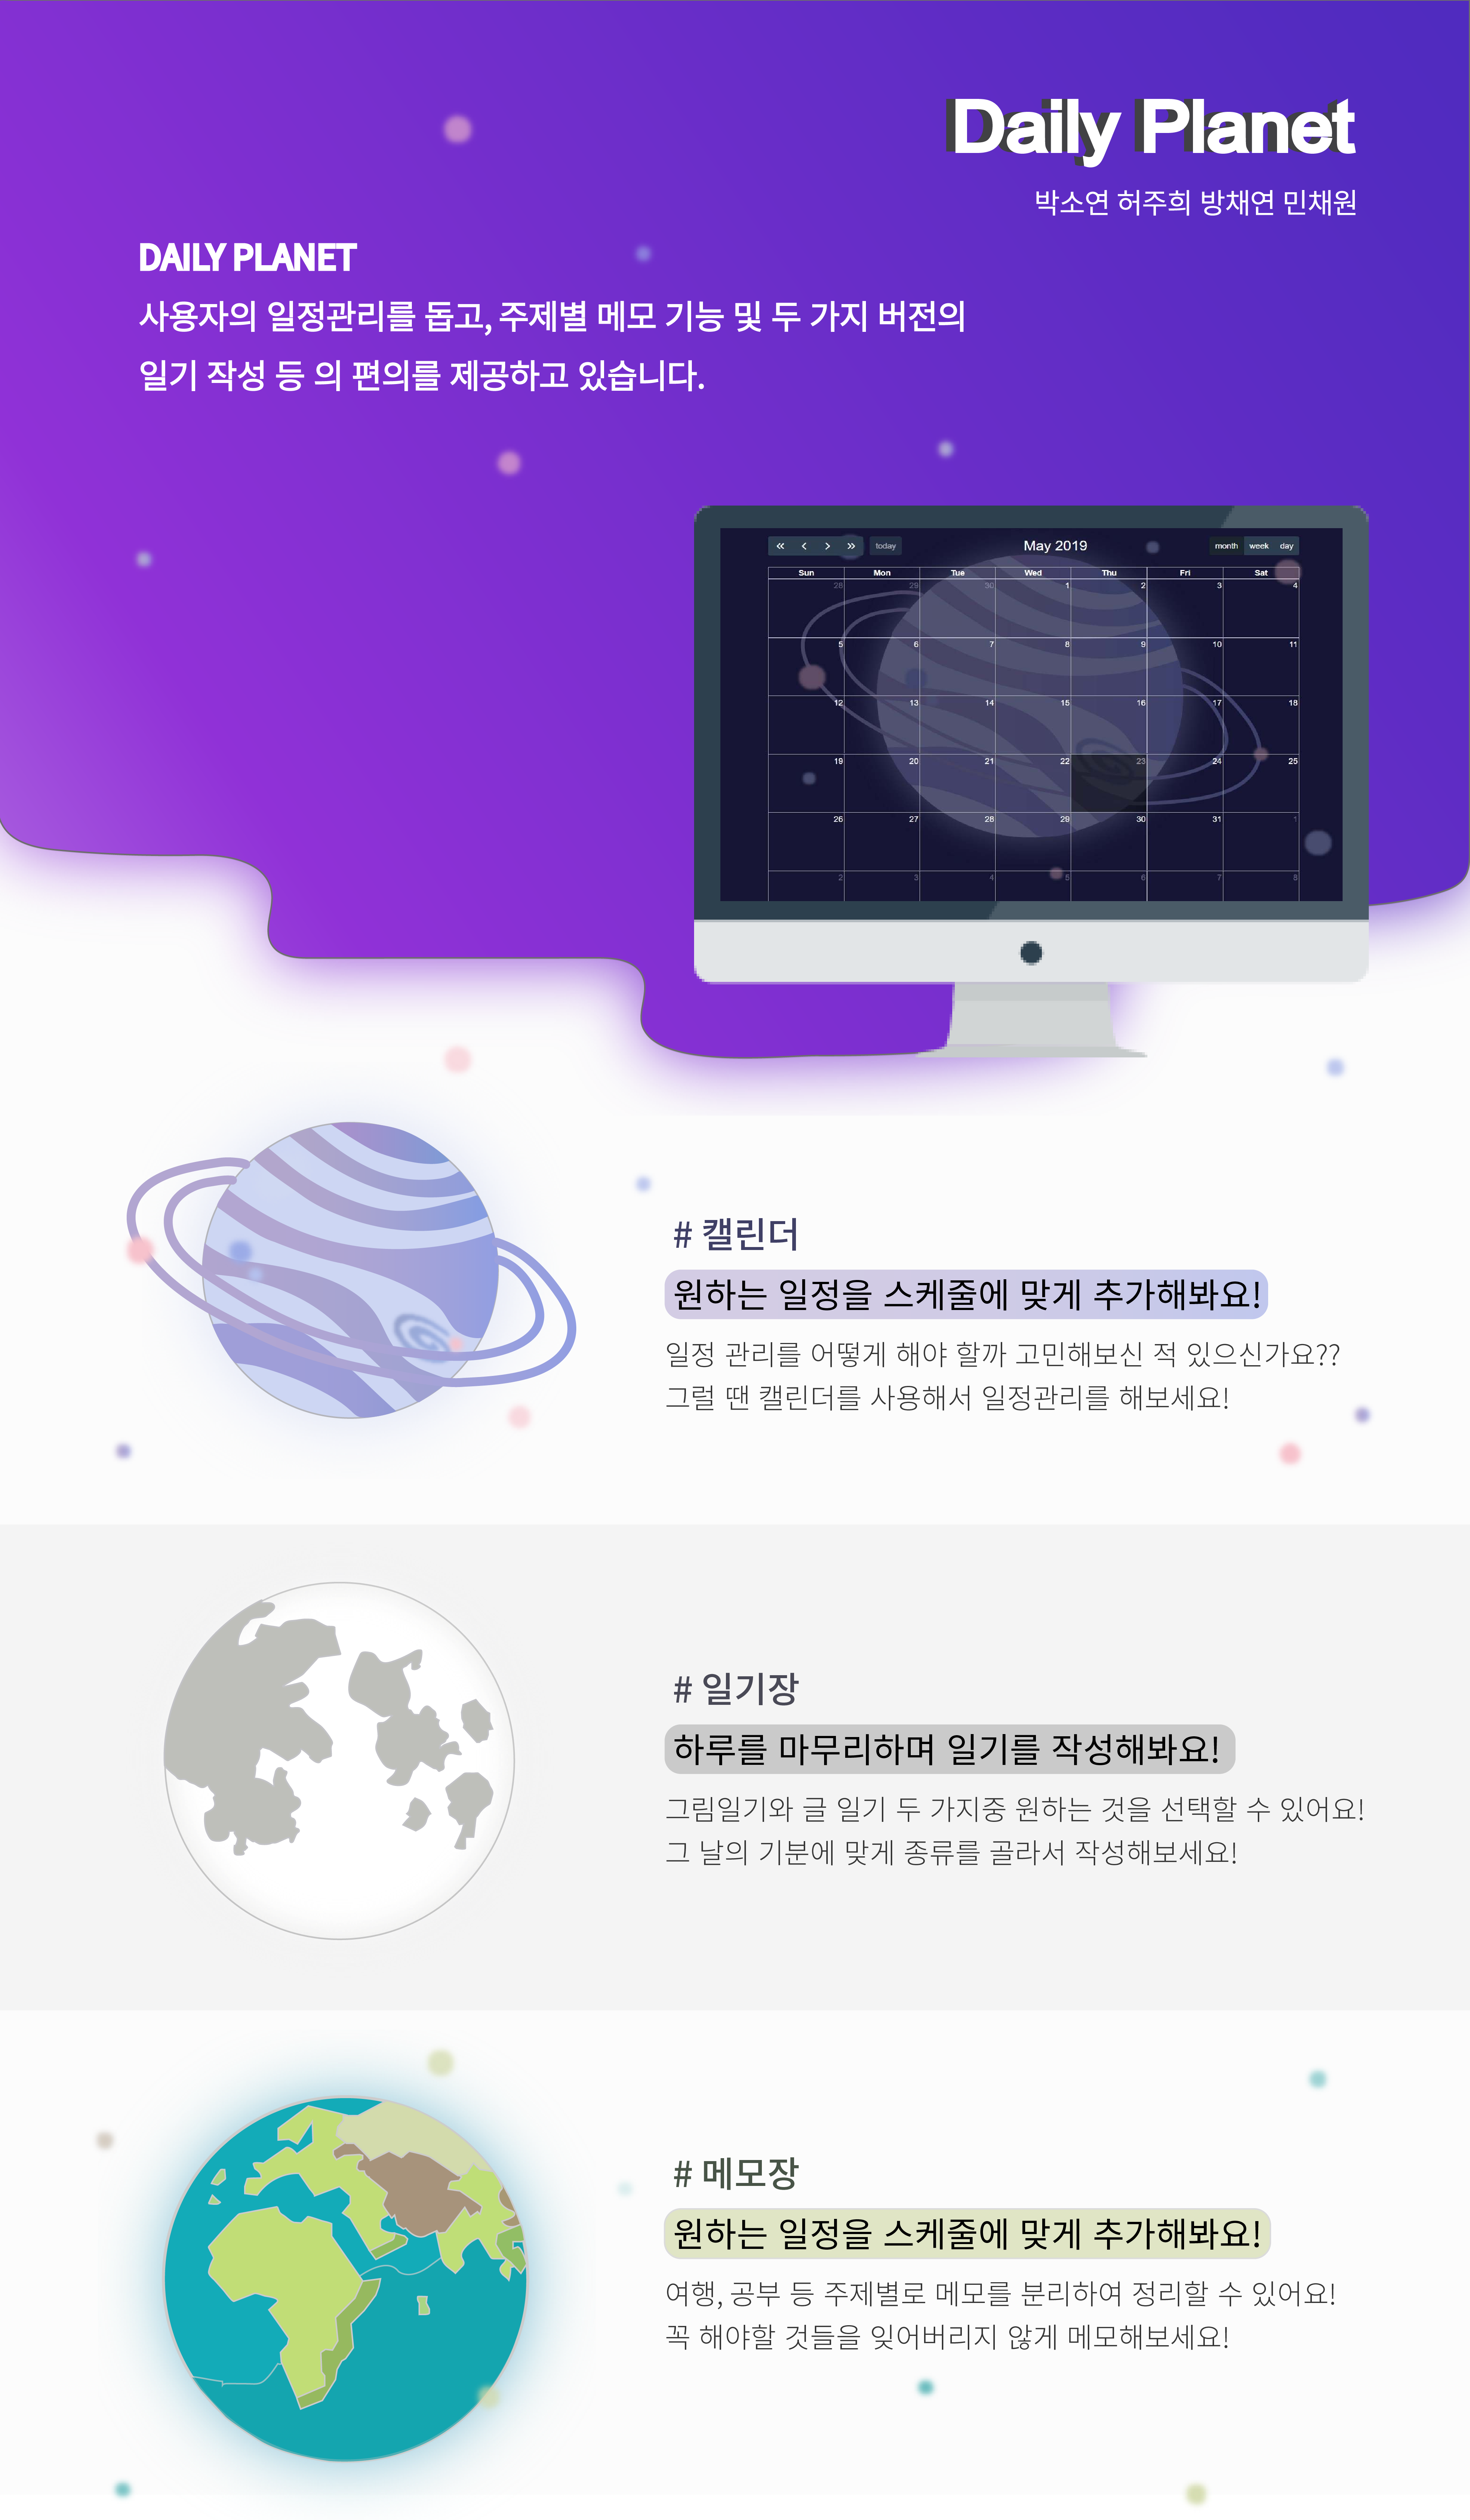 Daily Planet
박소연 허주희 방채연 민채원
DAILY PLANET
사용자의 일정관리를 돕고, 주제별 메모 기능 및 두 가지 버전의
일기 작성 등 의 편의를 제공하고 있습니다.
« ‹ › » today May 2019 month week day
Sun Mon Tue Wed Thu Fri Sat
28 29 30 1 2 3 4
5 6 7 8 9 10 11
12 13 14 15 16 17 18
19 20 21 22 23 24 25
26 27 28 29 30 31 1
2 3 4 5 6 7 8
# 캘린더
원하는 일정을 스케줄에 맞게 추가해봐요!
일정 관리를 어떻게 해야 할까 고민해보신 적 있으신가요??
그럴 땐 캘린더를 사용해서 일정관리를 해보세요!
# 일기장
하루를 마무리하며 일기를 작성해봐요!
그림일기와 글 일기 두 가지중 원하는 것을 선택할 수 있어요!
그 날의 기분에 맞게 종류를 골라서 작성해보세요!
# 메모장
원하는 일정을 스케줄에 맞게 추가해봐요!
여행, 공부 등 주제별로 메모를 분리하여 정리할 수 있어요!
꼭 해야할 것들을 잊어버리지 않게 메모해보세요!